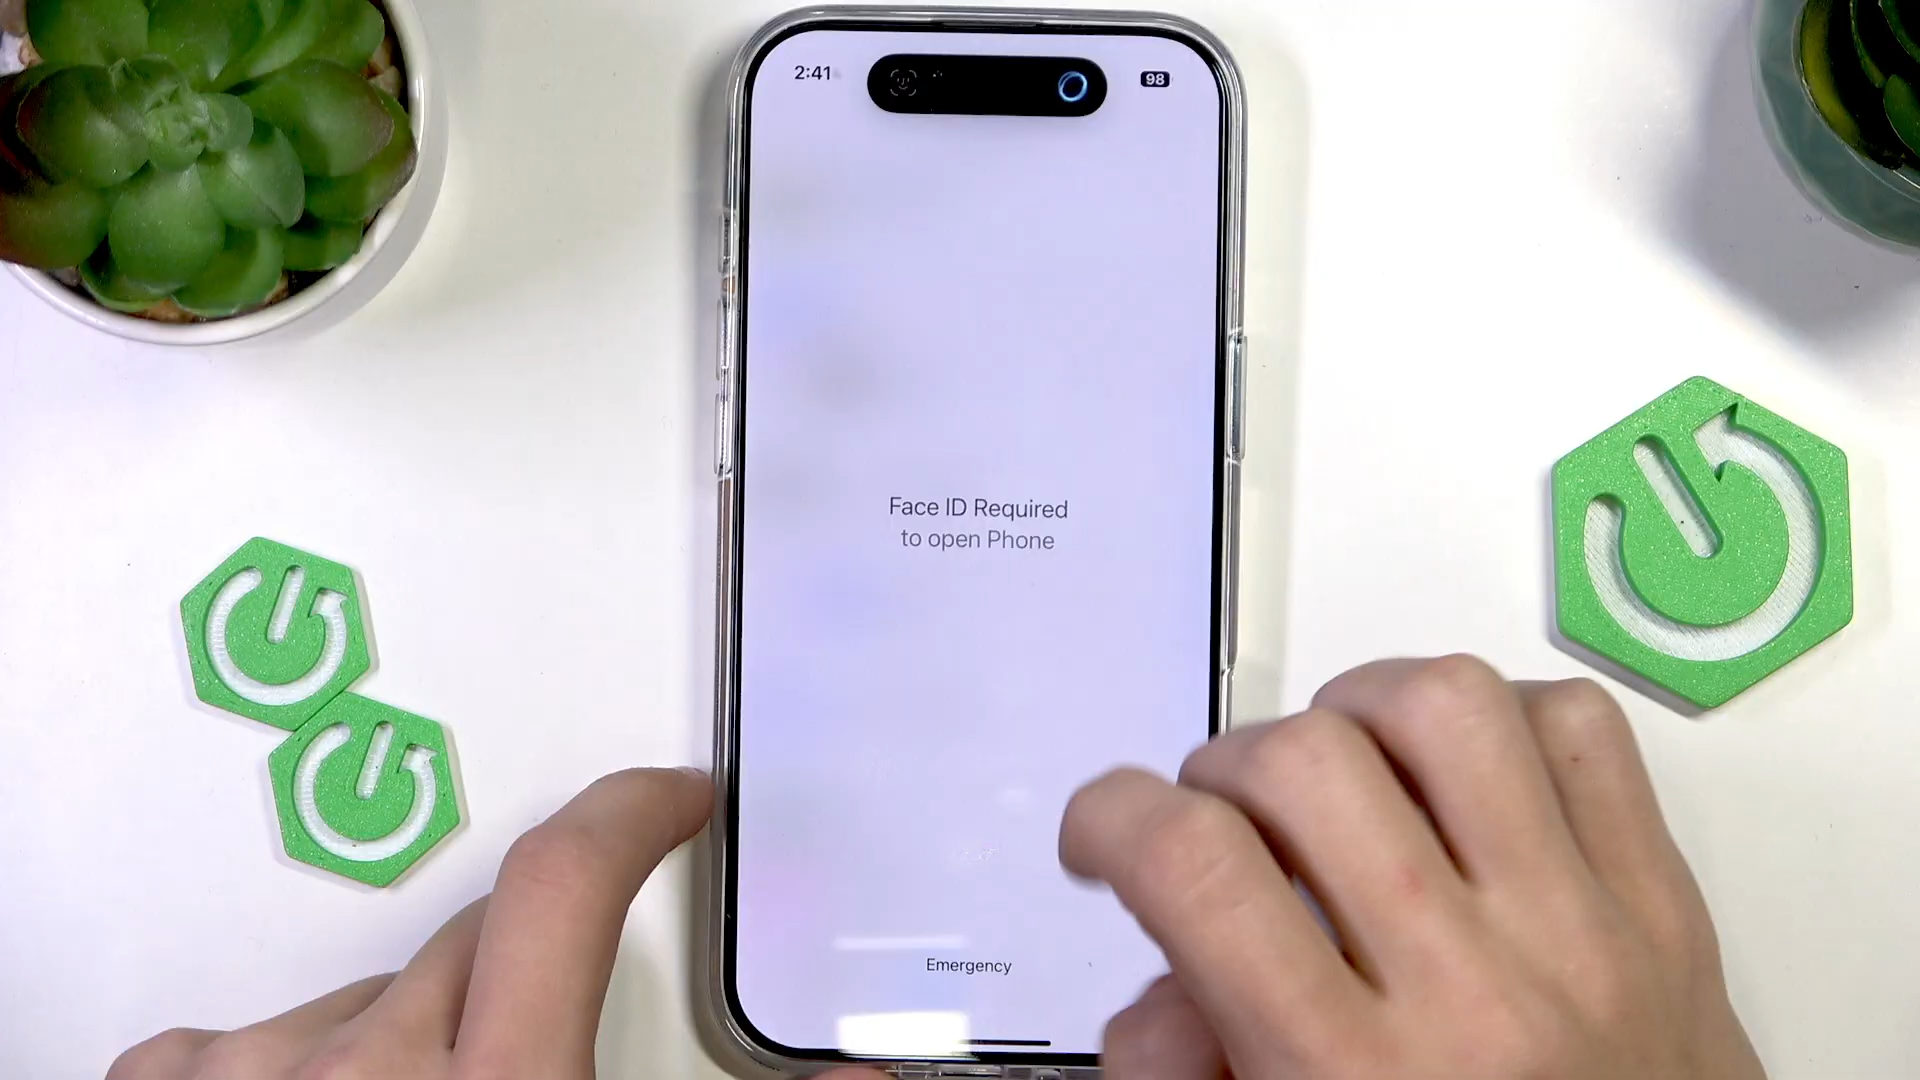 2:41
98
Face ID Required
to open Phone
Emergency